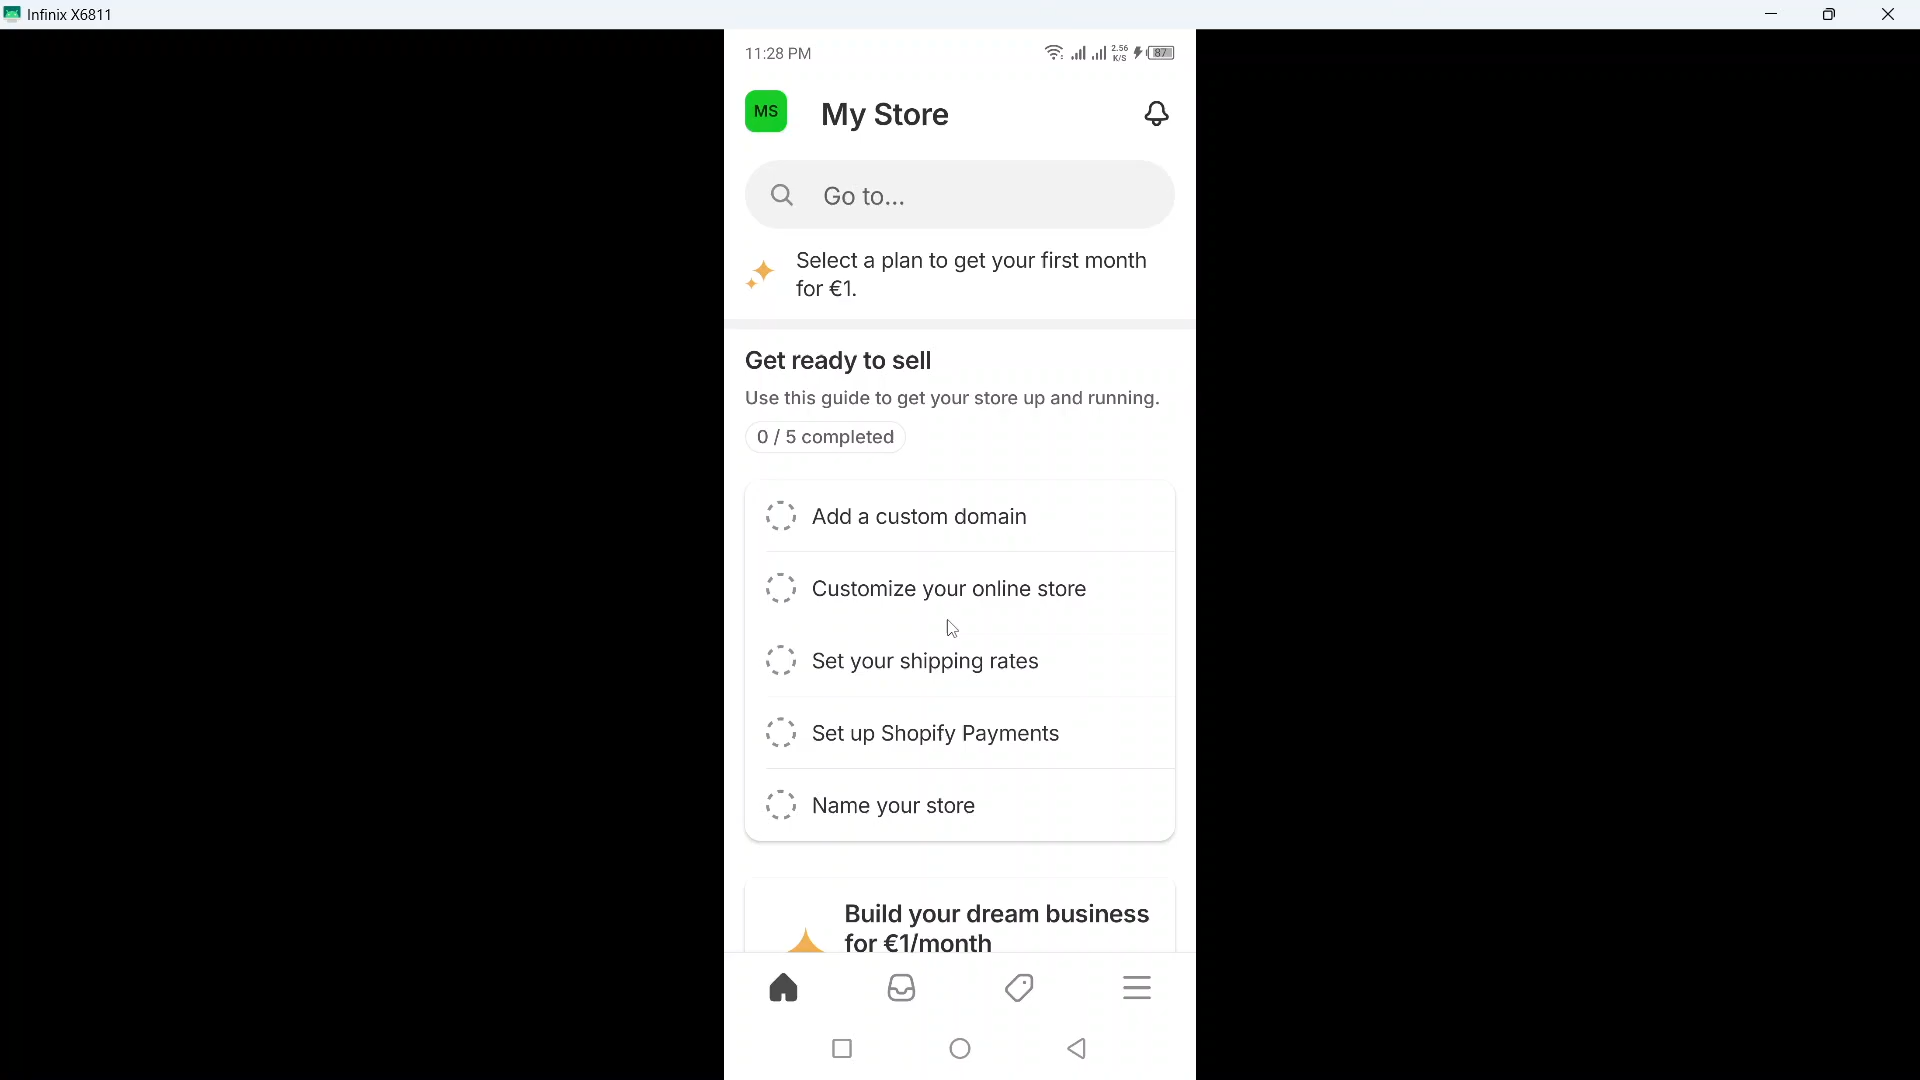 Infinix X6811
11:28 PM
2.56
K/S
87
MS
My Store
Go to...
Select a plan to get your first month
for €1.
Get ready to sell
Use this guide to get your store up and running.
0 / 5 completed
Add a custom domain
Customize your online store
Set your shipping rates
Set up Shopify Payments
Name your store
Build your dream business
for €1/month